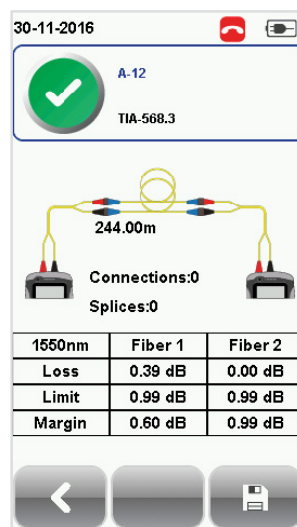 30-11-2016
A-12
TIA-568.3
244.00m
Connections:0
Splices:0
1550nm Fiber 1 Fiber 2
Loss 0.39 dB 0.00 dB
Limit 0.99 dB 0.99 dB
Margin 0.60 dB 0.99 dB